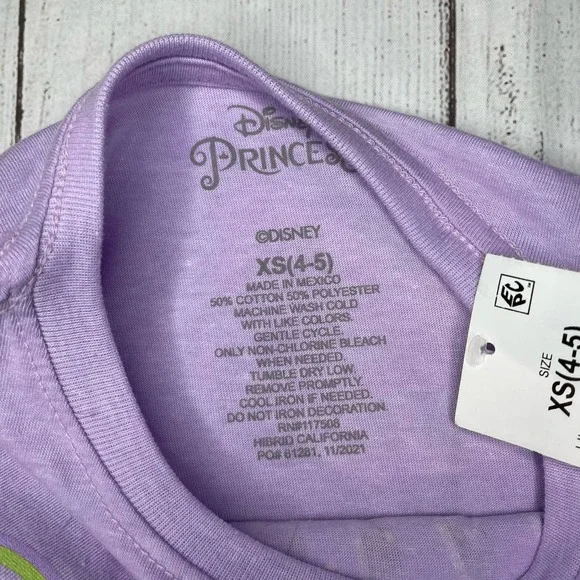 Disney
PRINCESS
©DISNEY
XS(4-5)
MADE IN MEXICO
50% COTTON 50% POLYESTER
MACHINE WASH COLD
WITH LIKE COLORS.
GENTLE CYCLE.
ONLY NON-CHLORINE BLEACH
WHEN NEEDED.
TUMBLE DRY LOW.
REMOVE PROMPTLY.
COOL IRON IF NEEDED.
DO NOT IRON DECORATION.
RN#117508
HIBRID CALIFORNIA
PO# 61281, 11/2021
SIZE
XS(4-5)